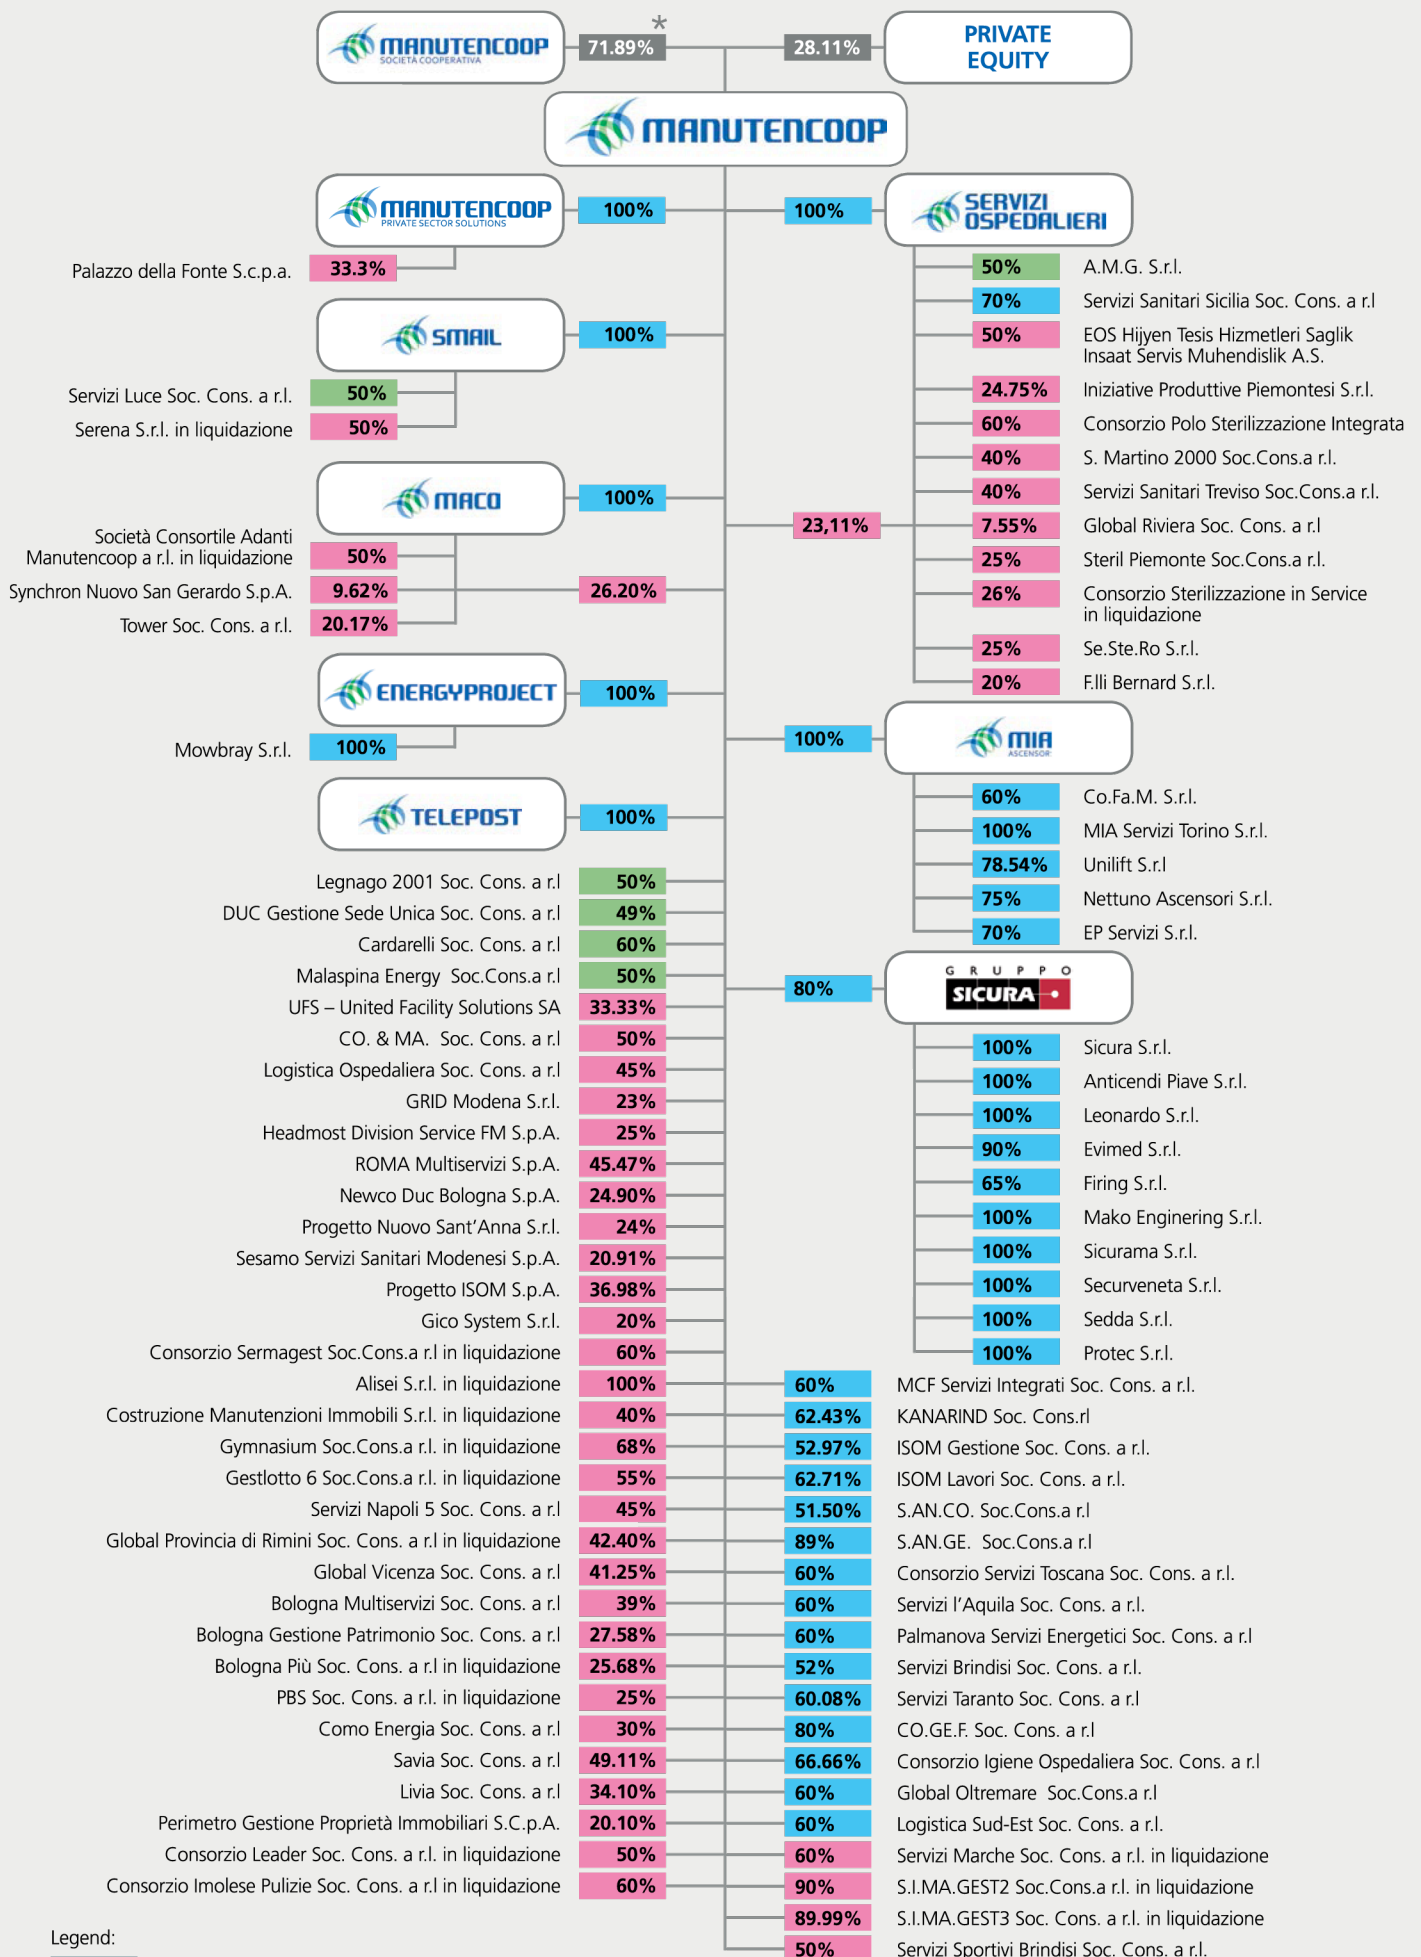 MANUTENCOOP
SOCIETÀ COOPERATIVA
71.89%
*
28.11%
PRIVATE
EQUITY
MANUTENCOOP
MANUTENCOOP
PRIVATE SECTOR SOLUTIONS
100%
Palazzo della Fonte S.c.p.a. 33.3%
SMAIL
100%
Servizi Luce Soc. Cons. a r.l. 50%
Serena S.r.l. in liquidazione 50%
MACO
100%
Società Consortile Adanti
Manutencoop a r.l. in liquidazione 50%
Synchron Nuovo San Gerardo S.p.A. 9.62% 26.20%
Tower Soc. Cons. a r.l. 20.17%
ENERGYPROJECT
100%
Mowbray S.r.l. 100%
TELEPOST
100%
Legnago 2001 Soc. Cons. a r.l 50%
DUC Gestione Sede Unica Soc. Cons. a r.l 49%
Cardarelli Soc. Cons. a r.l 60%
Malaspina Energy Soc.Cons.a r.l 50%
UFS – United Facility Solutions SA 33.33%
CO. & MA. Soc. Cons. a r.l 50%
Logistica Ospedaliera Soc. Cons. a r.l 45%
GRID Modena S.r.l. 23%
Headmost Division Service FM S.p.A. 25%
ROMA Multiservizi S.p.A. 45.47%
Newco Duc Bologna S.p.A. 24.90%
Progetto Nuovo Sant’Anna S.r.l. 24%
Sesamo Servizi Sanitari Modenesi S.p.A. 20.91%
Progetto ISOM S.p.A. 36.98%
Gico System S.r.l. 20%
Consorzio Sermagest Soc.Cons.a r.l in liquidazione 60%
Alisei S.r.l. in liquidazione 100%
Costruzione Manutenzioni Immobili S.r.l. in liquidazione 40%
Gymnasium Soc.Cons.a r.l. in liquidazione 68%
Gestlotto 6 Soc.Cons.a r.l. in liquidazione 55%
Servizi Napoli 5 Soc. Cons. a r.l 45%
Global Provincia di Rimini Soc. Cons. a r.l in liquidazione 42.40%
Global Vicenza Soc. Cons. a r.l 41.25%
Bologna Multiservizi Soc. Cons. a r.l 39%
Bologna Gestione Patrimonio Soc. Cons. a r.l 27.58%
Bologna Più Soc. Cons. a r.l in liquidazione 25.68%
PBS Soc. Cons. a r.l. in liquidazione 25%
Como Energia Soc. Cons. a r.l 30%
Savia Soc. Cons. a r.l 49.11%
Livia Soc. Cons. a r.l 34.10%
Perimetro Gestione Proprietà Immobiliari S.C.p.A. 20.10%
Consorzio Leader Soc. Cons. a r.l. in liquidazione 50%
Consorzio Imolese Pulizie Soc. Cons. a r.l in liquidazione 60%
Legend:
100%
SERVIZI
OSPEDALIERI
50% A.M.G. S.r.l.
70% Servizi Sanitari Sicilia Soc. Cons. a r.l
50% EOS Hijyen Tesis Hizmetleri Saglik
Insaat Servis Muhendislik A.S.
24.75% Iniziative Produttive Piemontesi S.r.l.
60% Consorzio Polo Sterilizzazione Integrata
40% S. Martino 2000 Soc.Cons.a r.l.
40% Servizi Sanitari Treviso Soc.Cons.a r.l.
23,11% 7.55% Global Riviera Soc. Cons. a r.l
25% Steril Piemonte Soc.Cons.a r.l.
26% Consorzio Sterilizzazione in Service
in liquidazione
25% Se.Ste.Ro S.r.l.
20% F.lli Bernard S.r.l.
100%
MIA
ASCENSORI
60% Co.Fa.M. S.r.l.
100% MIA Servizi Torino S.r.l.
78.54% Unilift S.r.l
75% Nettuno Ascensori S.r.l.
70% EP Servizi S.r.l.
80%
GRUPPO
SICURA
100% Sicura S.r.l.
100% Anticendi Piave S.r.l.
100% Leonardo S.r.l.
90% Evimed S.r.l.
65% Firing S.r.l.
100% Mako Enginering S.r.l.
100% Sicurama S.r.l.
100% Securveneta S.r.l.
100% Sedda S.r.l.
100% Protec S.r.l.
60% MCF Servizi Integrati Soc. Cons. a r.l.
62.43% KANARIND Soc. Cons.rl
52.97% ISOM Gestione Soc. Cons. a r.l.
62.71% ISOM Lavori Soc. Cons. a r.l.
51.50% S.AN.CO. Soc.Cons.a r.l
89% S.AN.GE. Soc.Cons.a r.l
60% Consorzio Servizi Toscana Soc. Cons. a r.l.
60% Servizi l’Aquila Soc. Cons. a r.l.
60% Palmanova Servizi Energetici Soc. Cons. a r.l
52% Servizi Brindisi Soc. Cons. a r.l.
60.08% Servizi Taranto Soc. Cons. a r.l
80% CO.GE.F. Soc. Cons. a r.l
66.66% Consorzio Igiene Ospedaliera Soc. Cons. a r.l
60% Global Oltremare Soc.Cons.a r.l
60% Logistica Sud-Est Soc. Cons. a r.l.
60% Servizi Marche Soc. Cons. a r.l. in liquidazione
90% S.I.MA.GEST2 Soc.Cons.a r.l. in liquidazione
89.99% S.I.MA.GEST3 Soc. Cons. a r.l. in liquidazione
50% Servizi Sportivi Brindisi Soc. Cons. a r.l.